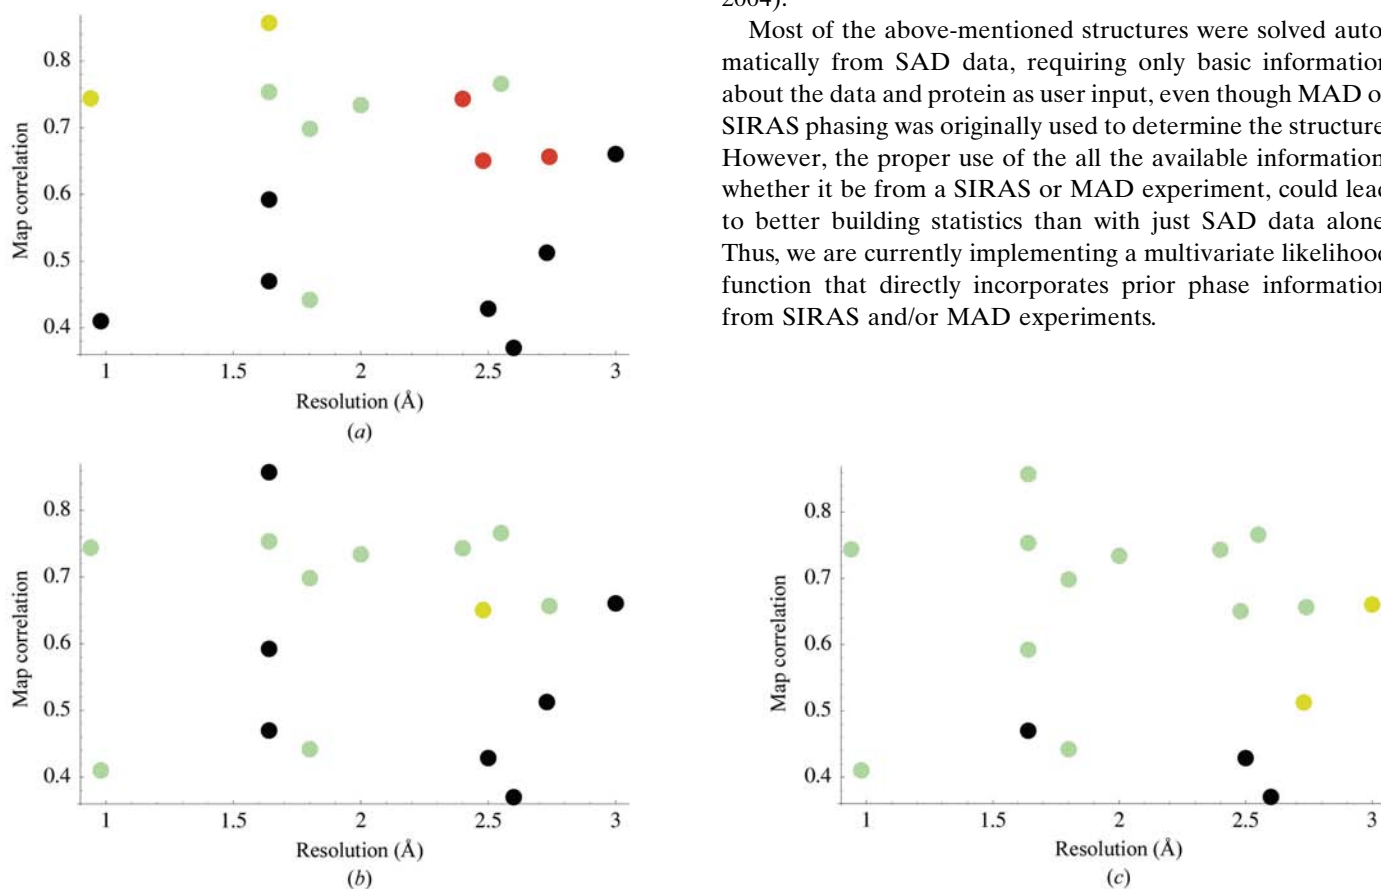 2004).
Most of the above-mentioned structures were solved auto
matically from SAD data, requiring only basic information
about the data and protein as user input, even though MAD o
SIRAS phasing was originally used to determine the structure
However, the proper use of the all the available information
whether it be from a SIRAS or MAD experiment, could lead
to better building statistics than with just SAD data alone
Thus, we are currently implementing a multivariate likelihood
function that directly incorporates prior phase information
from SIRAS and/or MAD experiments.
Map correlation
0.8
0.7
0.6
0.5
0.4
1 1.5 2 2.5 3
Resolution (Å)
(a)
Map correlation
0.8
0.7
0.6
0.5
0.4
1 1.5 2 2.5 3
Resolution (Å)
(b)
Map correlation
0.8
0.7
0.6
0.5
0.4
1 1.5 2 2.5 3
Resolution (Å)
(c)